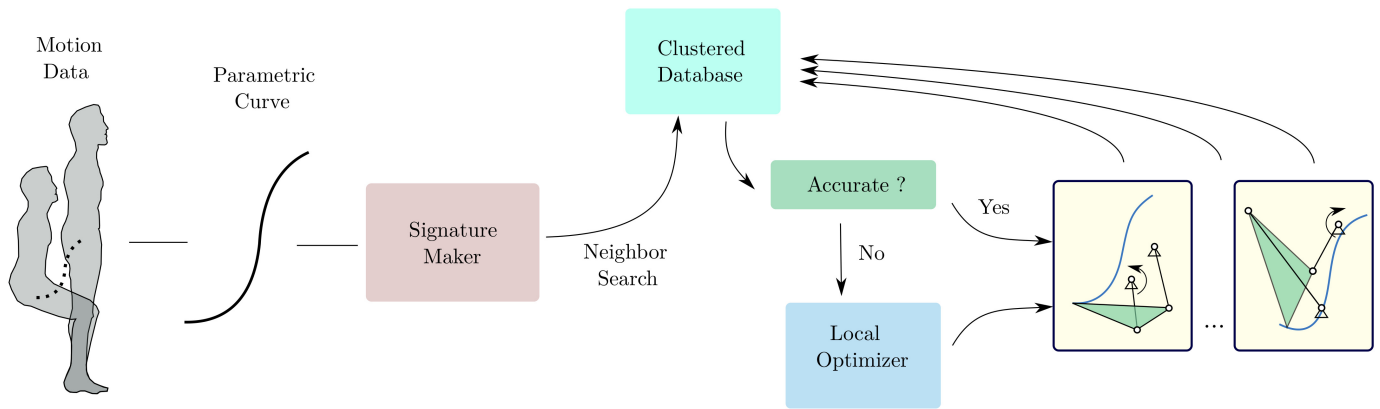 Motion
Data
Parametric
Curve
Signature
Maker
Neighbor
Search
Clustered
Database
Accurate ?
Yes
No
Local
Optimizer
...